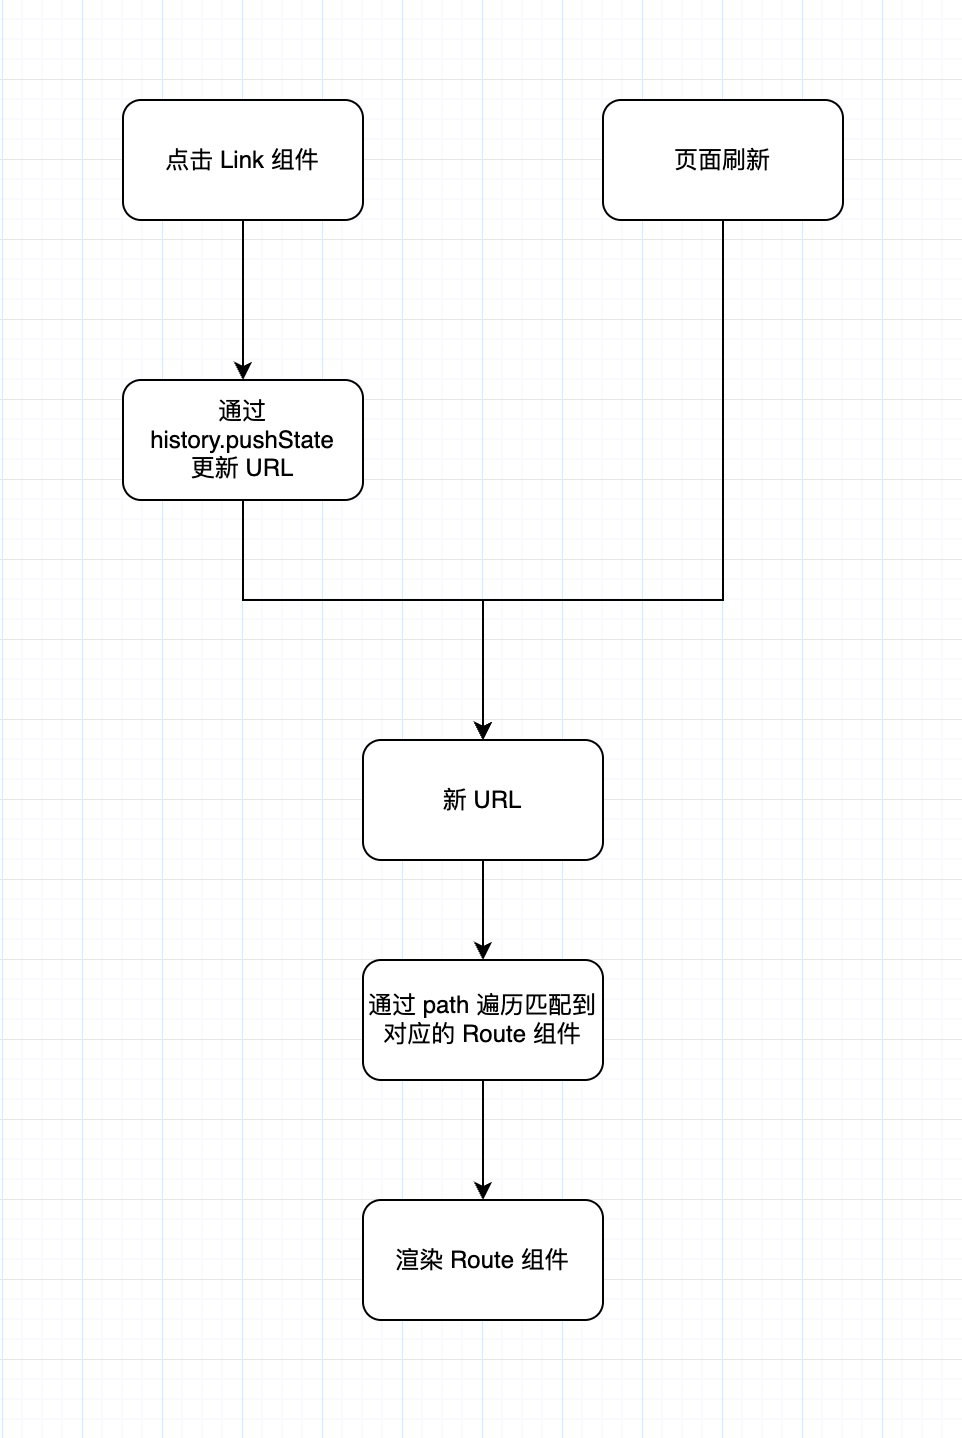 点击 Link 组件
页面刷新
通过
history.pushState
更新 URL
新 URL
通过 path 遍历匹配到
对应的 Route 组件
渲染 Route 组件